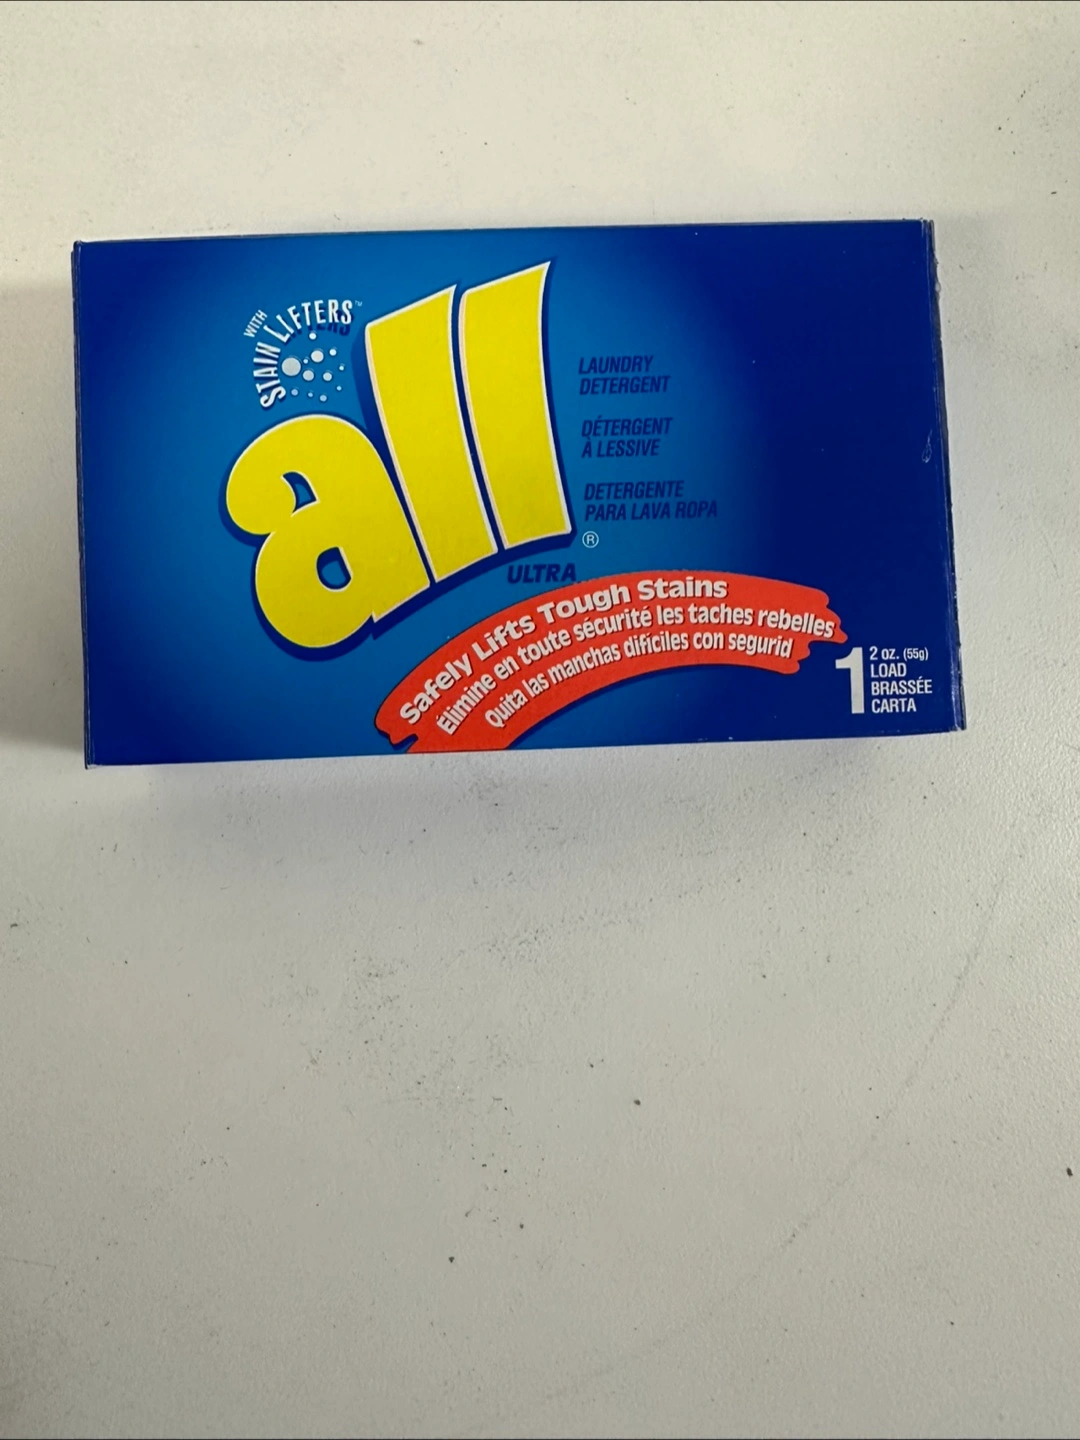 WITH
STAIN LIFTERS™
all®
LAUNDRY
DETERGENT
DÉTERGENT
À LESSIVE
DETERGENTE
PARA LAVA ROPA
ULTRA
Safely Lifts Tough Stains
Élimine en toute sécurité les taches rebelles
Quita las manchas difíciles con segurid
1
2 oz. (55g)
LOAD
BRASSÉE
CARTA